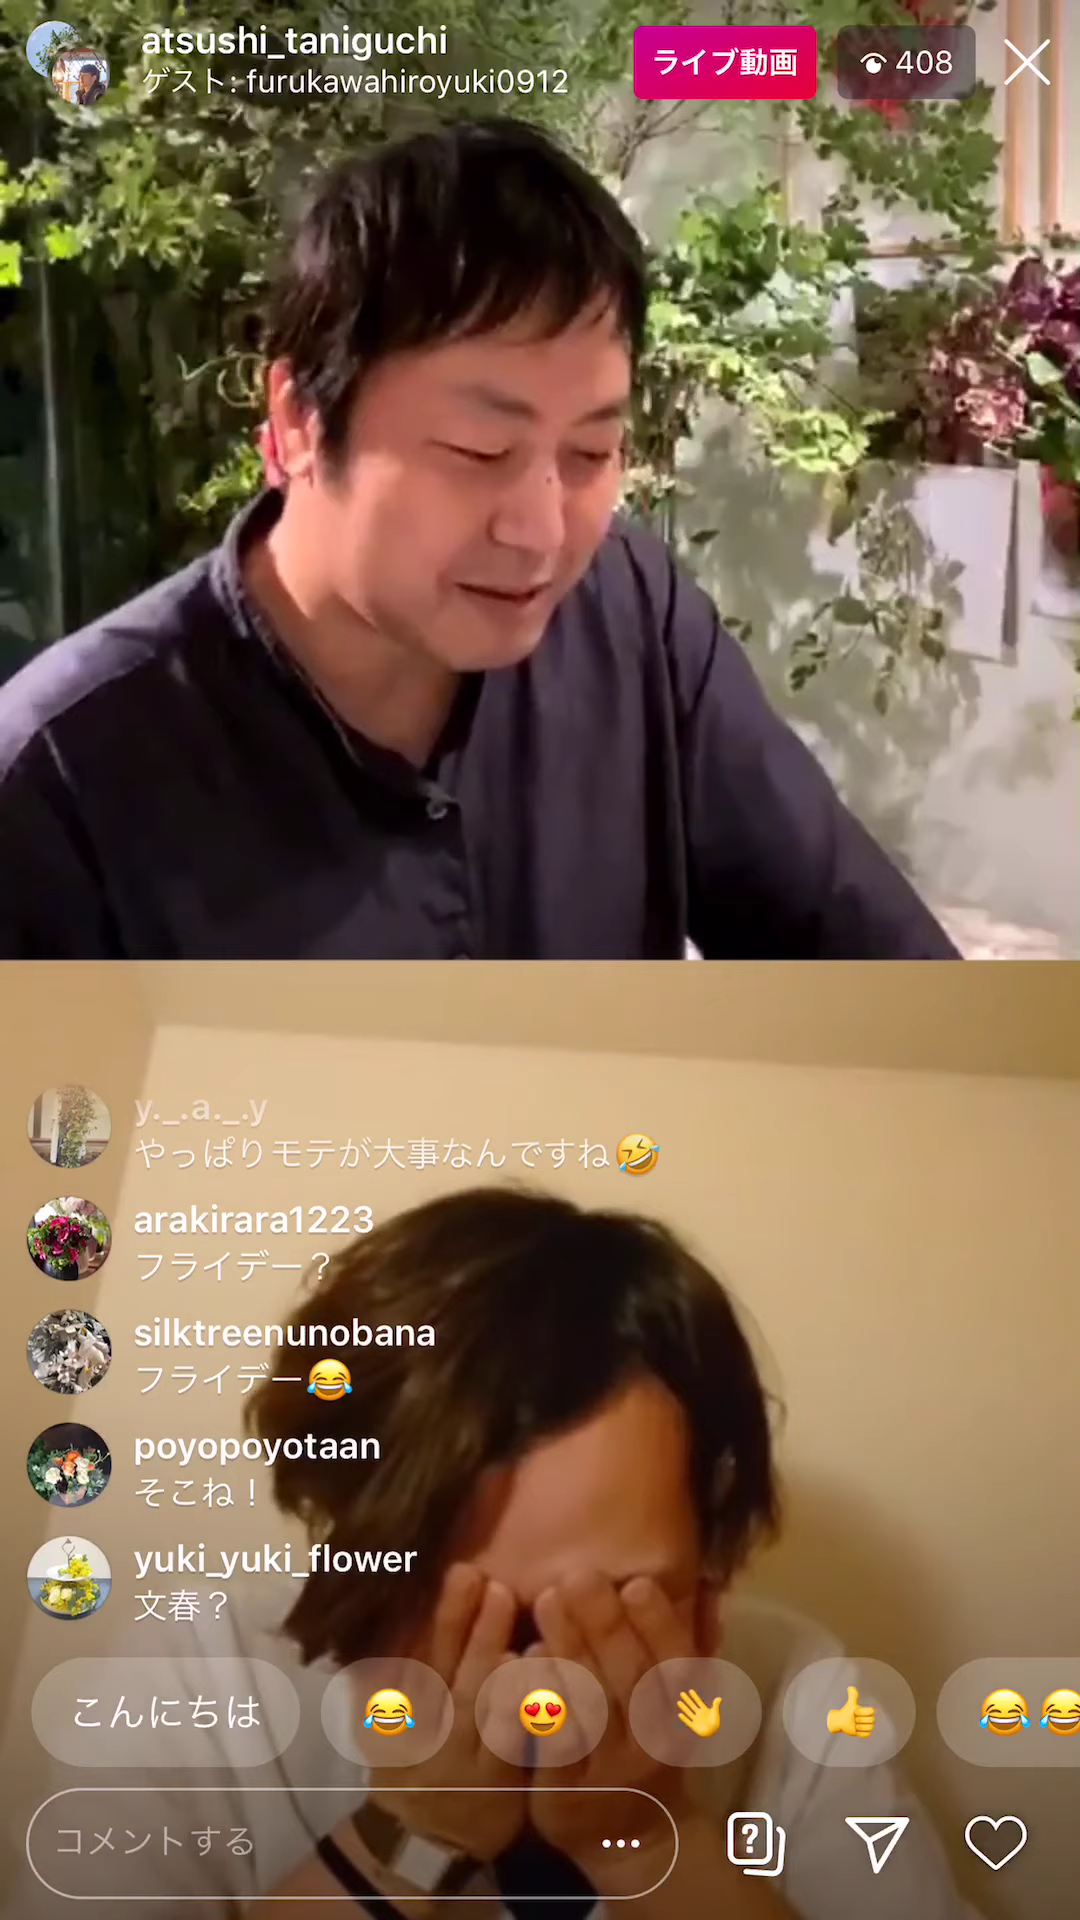 atsushi_taniguchi
ゲスト: furukawahiroyuki0912
ライブ動画
408
y._.a._.y
やっぱりモテが大事なんですね🤣
arakirara1223
フライデー？
silktreenunobana
フライデー😂
poyopoyotaan
そこね！
yuki_yuki_flower
文春？
こんにちは
コメントする